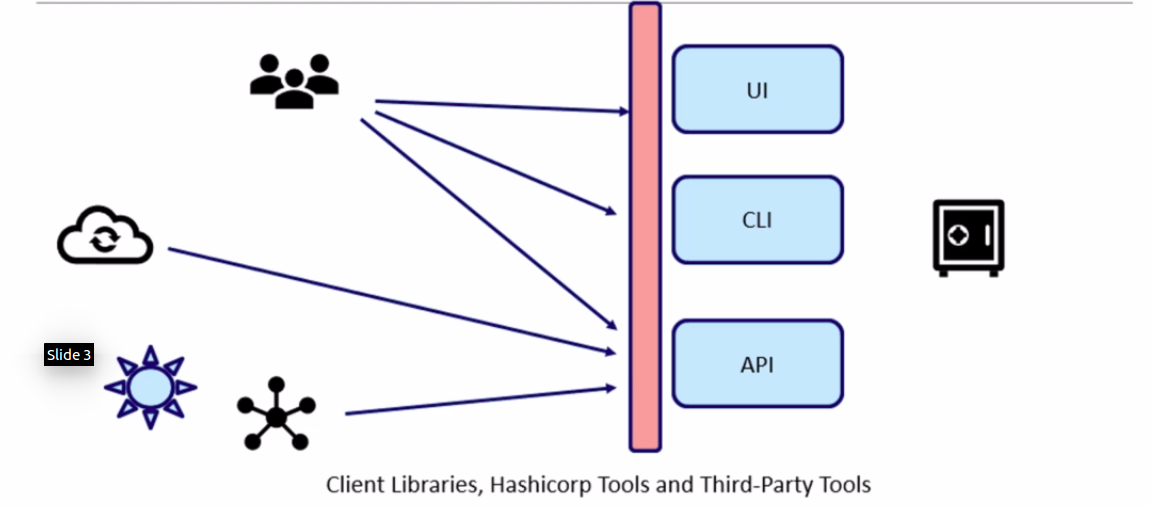 UI
CLI
Slide 3
API
Client Libraries, Hashicorp Tools and Third-Party Tools